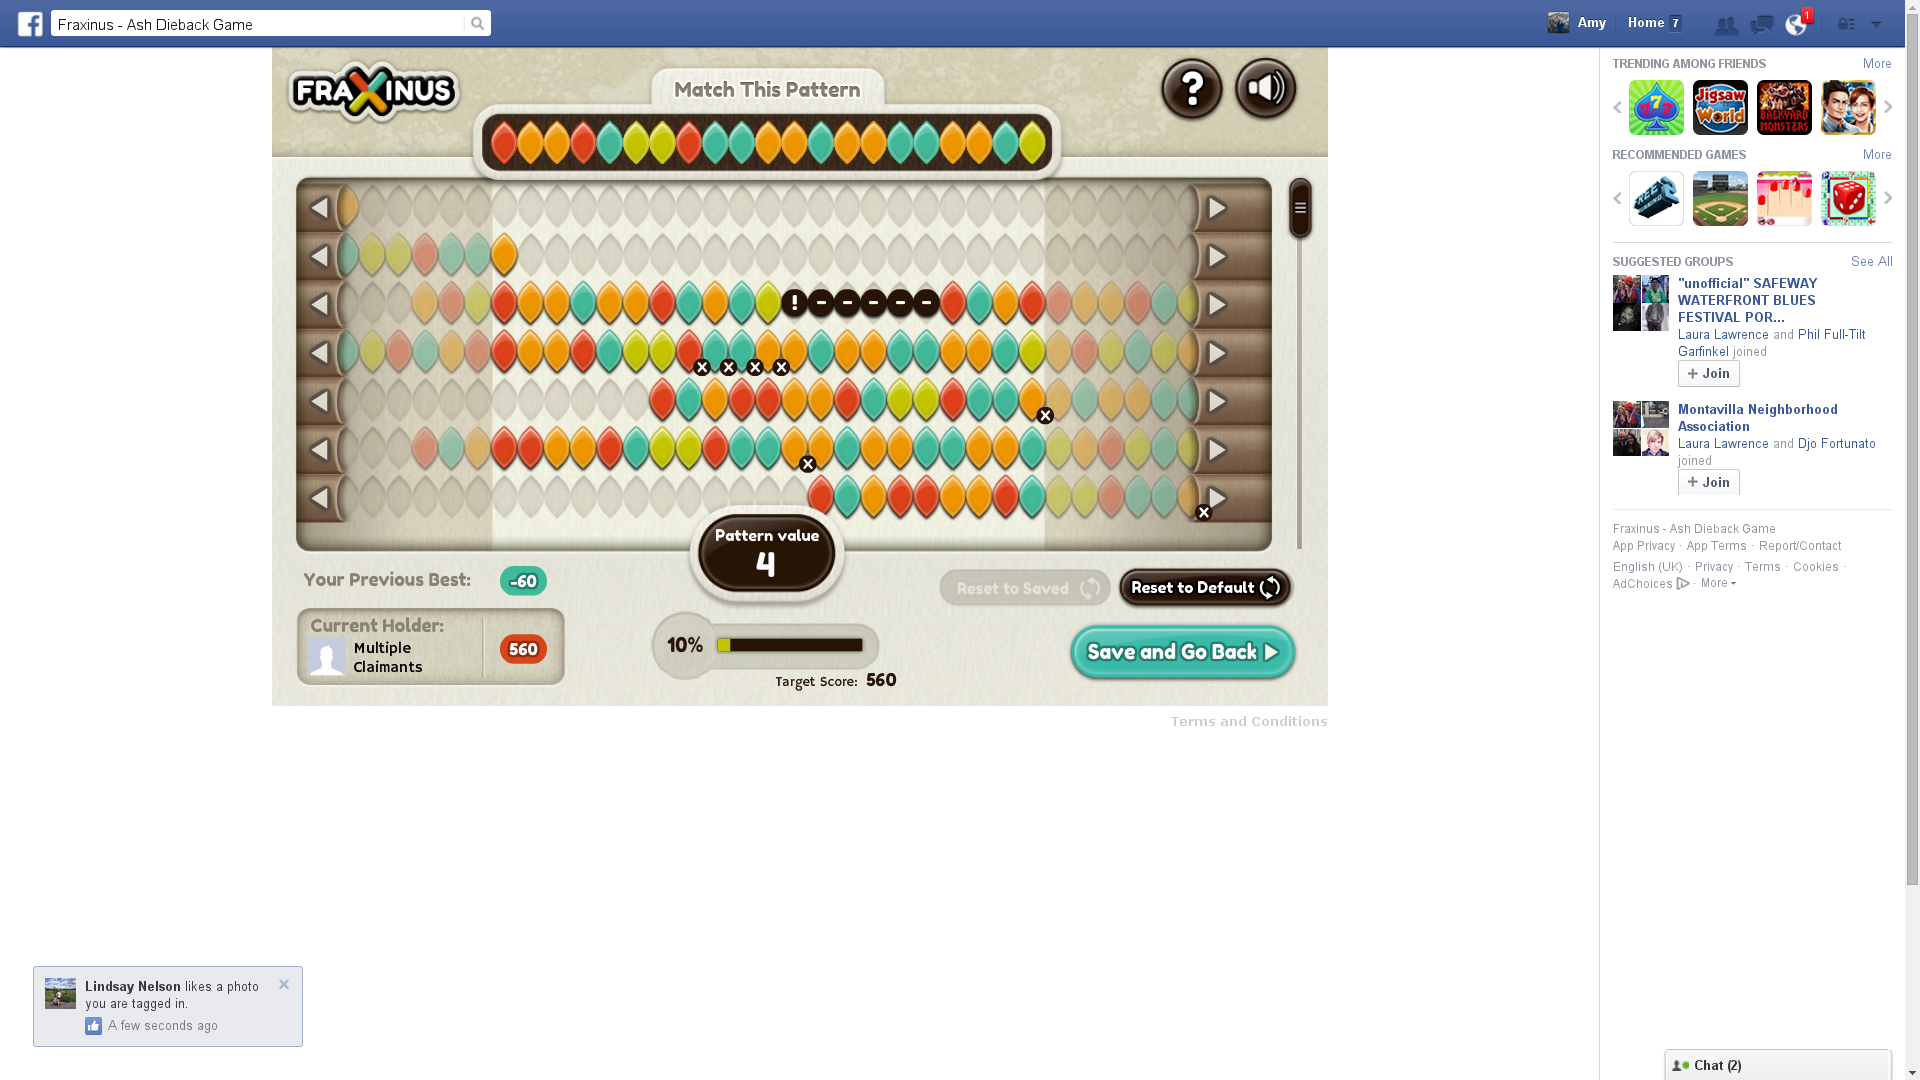 Fraxinus - Ash Dieback Game
Amy
Home 7
1
FRAXINUS
Match This Pattern
?
Pattern value
4
Your Previous Best:
-60
Current Holder:
Multiple
Claimants
560
10%
Target Score: 560
Reset to Saved
Reset to Default
Save and Go Back
Terms and Conditions
TRENDING AMONG FRIENDS
More
777
Jigsaw
World
BACKYARD
MONSTERS
RECOMMENDED GAMES
More
SUGGESTED GROUPS
See All
"unofficial" SAFEWAY
WATERFRONT BLUES
FESTIVAL POR...
Laura Lawrence and Phil Full-Tilt
Garfinkel joined
+ Join
Montavilla Neighborhood
Association
Laura Lawrence and Djo Fortunato
joined
+ Join
Fraxinus - Ash Dieback Game
App Privacy · App Terms · Report/Contact
English (UK) · Privacy · Terms · Cookies ·
AdChoices · More
Lindsay Nelson likes a photo
you are tagged in.
A few seconds ago
Chat (2)